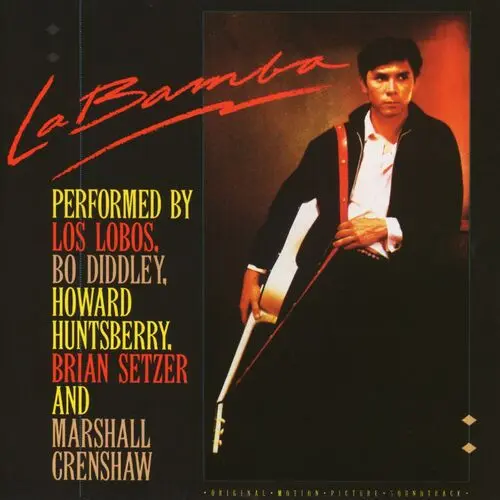 La Bamba
PERFORMED BY
LOS LOBOS,
BO DIDDLEY,
HOWARD
HUNTSBERRY,
BRIAN SETZER
AND
MARSHALL
CRENSHAW
• ORIGINAL • MOTION • PICTURE • SOUNDTRACK •